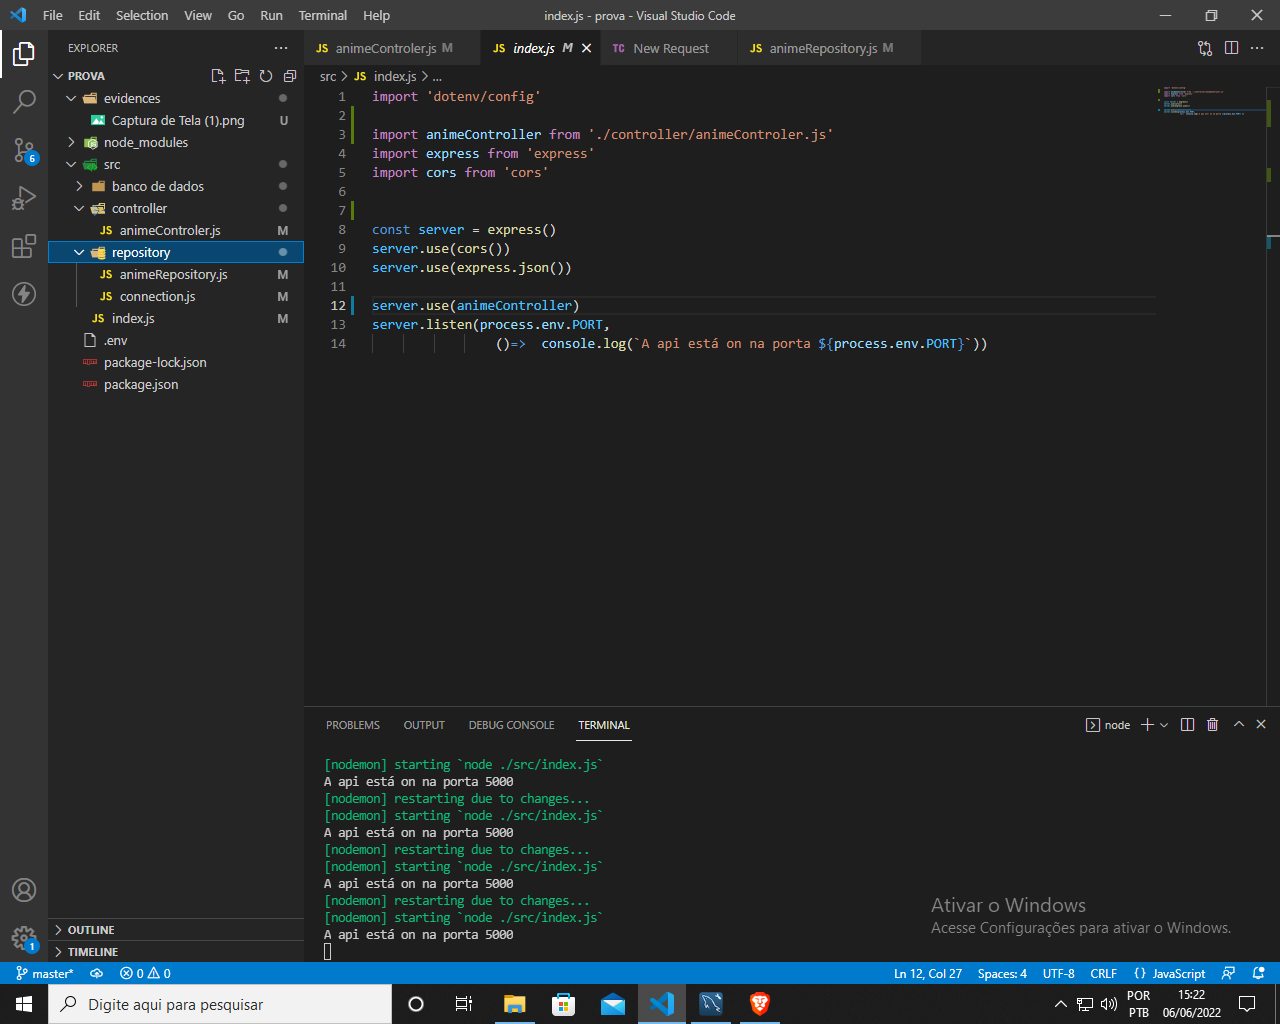 File Edit Selection View Go Run Terminal Help
index.js - prova - Visual Studio Code
EXPLORER
PROVA
evidences
Captura de Tela (1).png U
node_modules
src
banco de dados
controller
animeControler.js M
repository
animeRepository.js M
connection.js M
index.js M
.env
package-lock.json
package.json
OUTLINE
TIMELINE
6
1
JS animeControler.js M
JS index.js M
TC New Request
JS animeRepository.js M
src > JS index.js > ...
1 import 'dotenv/config'
2
3 import animeController from './controller/animeControler.js'
4 import express from 'express'
5 import cors from 'cors'
6
7
8 const server = express()
9 server.use(cors())
10 server.use(express.json())
11
12 server.use(animeController)
13 server.listen(process.env.PORT,
14 ()=> console.log(`A api está on na porta ${process.env.PORT}`))
PROBLEMS OUTPUT DEBUG CONSOLE TERMINAL
node
[nodemon] starting `node ./src/index.js`
A api está on na porta 5000
[nodemon] restarting due to changes...
[nodemon] starting `node ./src/index.js`
A api está on na porta 5000
[nodemon] restarting due to changes...
[nodemon] starting `node ./src/index.js`
A api está on na porta 5000
[nodemon] restarting due to changes...
[nodemon] starting `node ./src/index.js`
A api está on na porta 5000
Ativar o Windows
Acesse Configurações para ativar o Windows.
master* 0 0
Ln 12, Col 27 Spaces: 4 UTF-8 CRLF {} JavaScript
Digite aqui para pesquisar
POR
PTB
15:22
06/06/2022